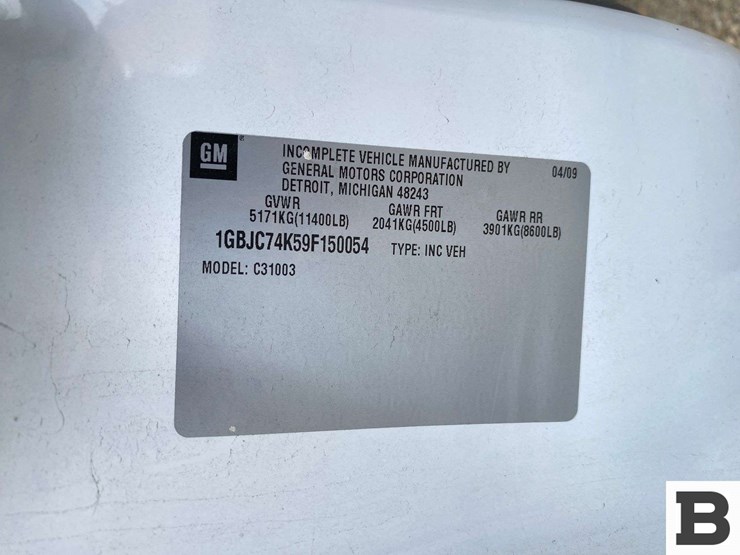 GM
INCOMPLETE VEHICLE MANUFACTURED BY 04/09
GENERAL MOTORS CORPORATION
DETROIT, MICHIGAN 48243
GVWR GAWR FRT GAWR RR
5171KG(11400LB) 2041KG(4500LB) 3901KG(8600LB)
1GBJC74K59F150054 TYPE: INC VEH
MODEL: C31003
B